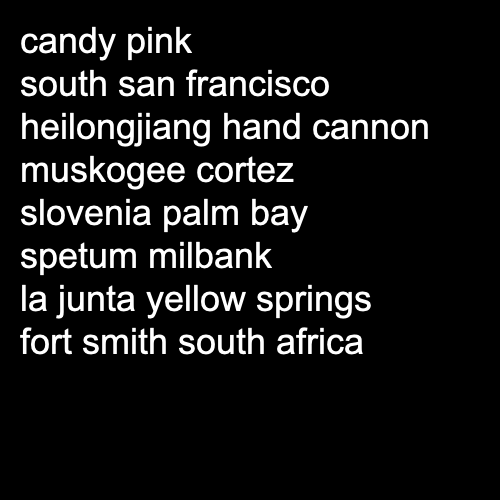 candy pink
south san francisco
heilongjiang hand cannon
muskogee cortez
slovenia palm bay
spetum milbank
la junta yellow springs
fort smith south africa